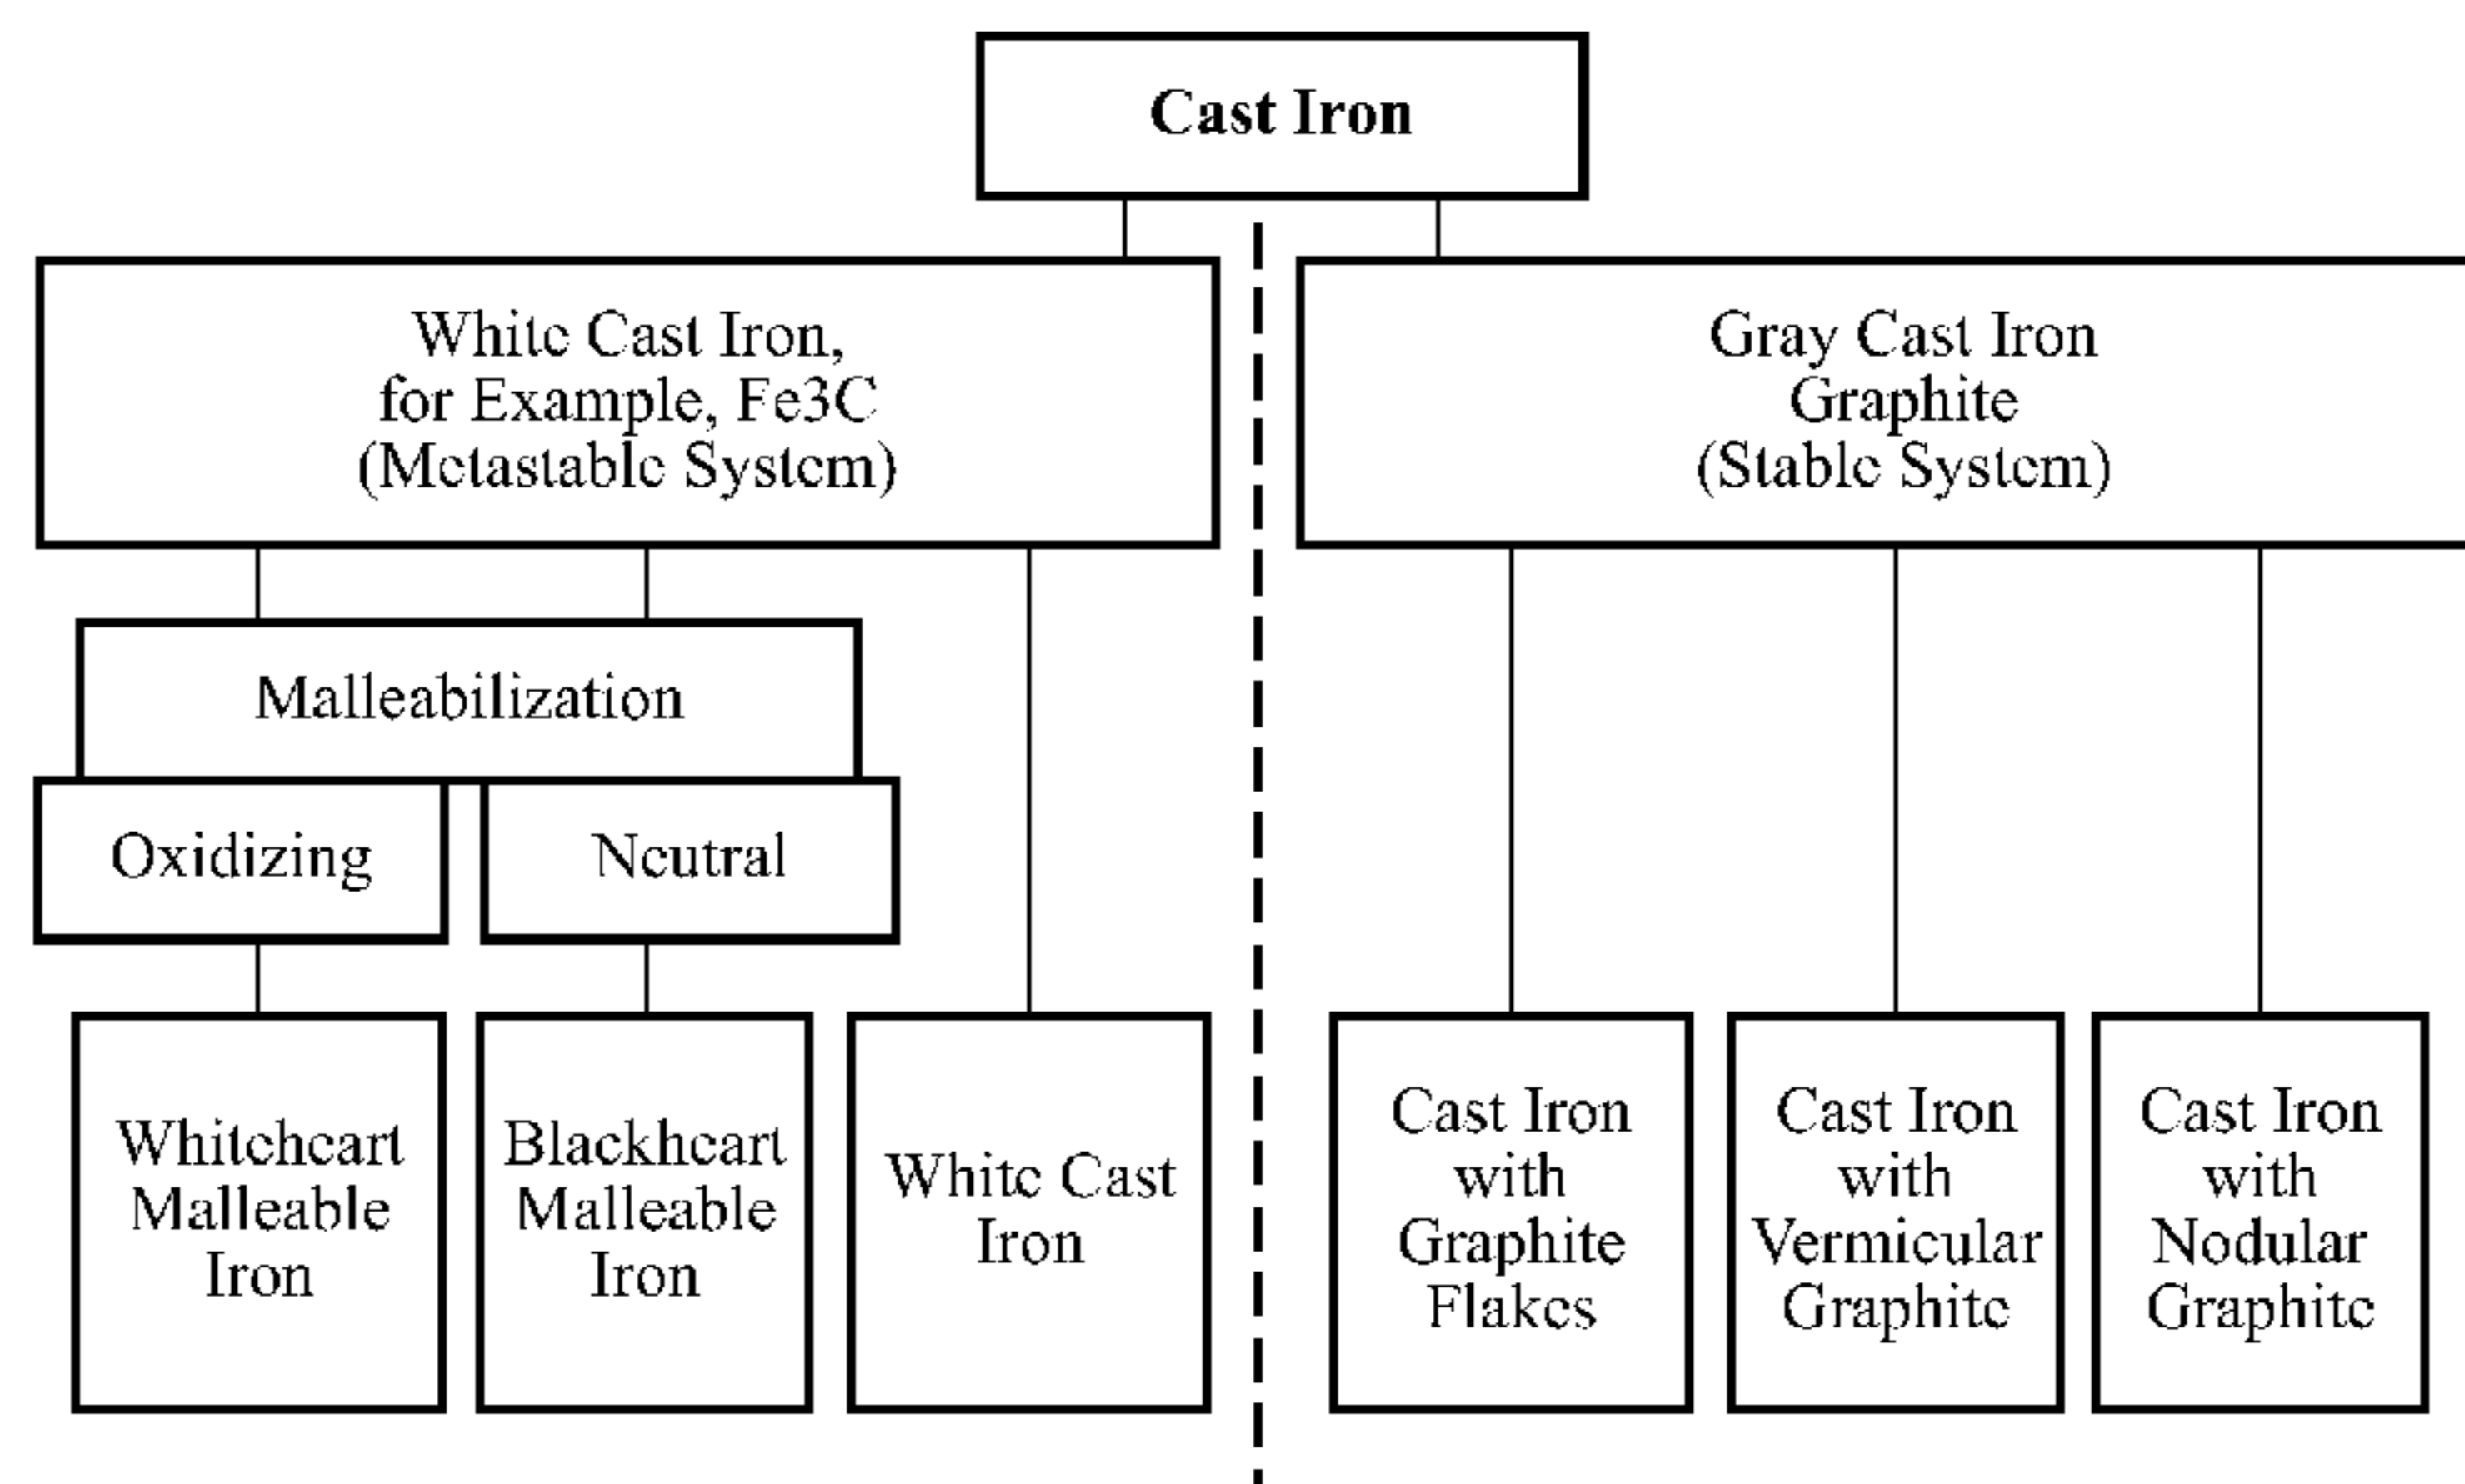 Cast Iron
White Cast Iron,
for Example, Fe3C
(Metastable System)
Gray Cast Iron
Graphite
(Stable System)
Malleabilization
Oxidizing
Neutral
Whiteheart
Malleable
Iron
Blackheart
Malleable
Iron
White Cast
Iron
Cast Iron
with
Graphite
Flakes
Cast Iron
with
Vermicular
Graphite
Cast Iron
with
Nodular
Graphite